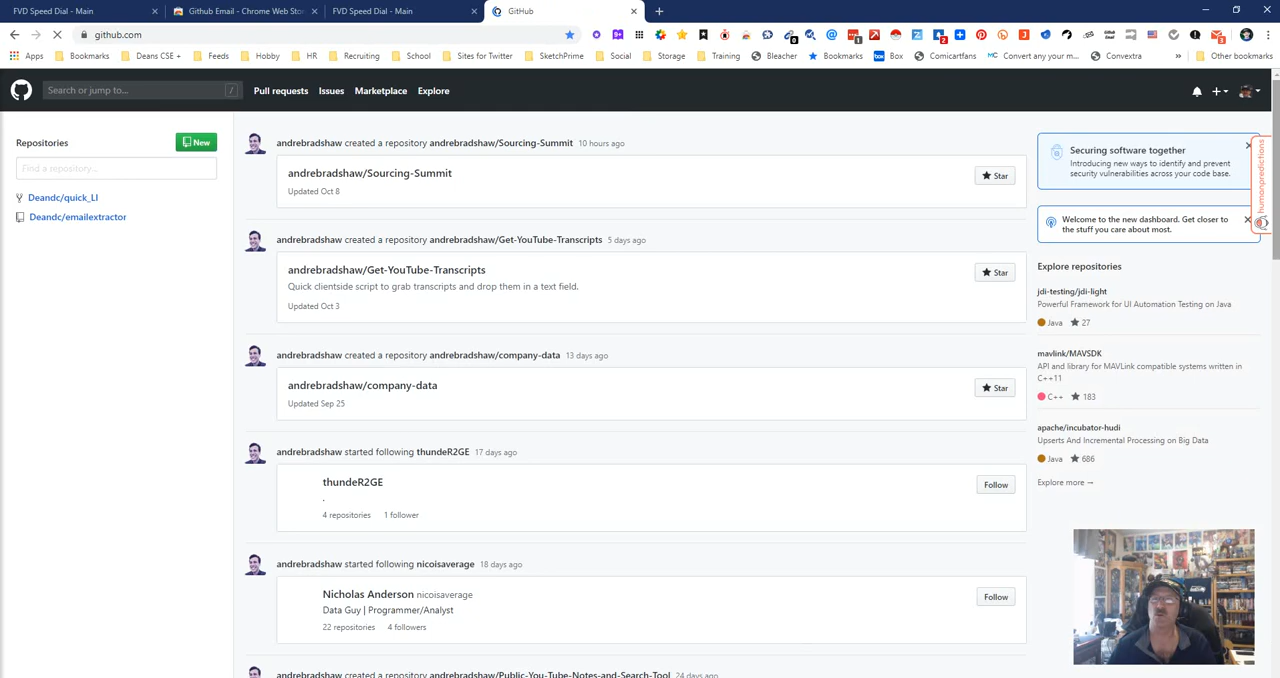 FVD Speed Dial - Main
Github Email - Chrome Web Sto
FVD Speed Dial - Main
GitHub
github.com
Apps
Bookmarks
Deans CSE +
Feeds
Hobby
HR
Recruiting
School
Sites for Twitter
SketchPrime
Social
Storage
Training
Bleacher
Bookmarks
Box
Comicartfans
Convert any your m...
Convextra
»
Other bookmarks
Search or jump to...
/
Pull requests
Issues
Marketplace
Explore
Repositories
New
Find a repository...
Deandc/quick_LI
Deandc/emailextractor
andrebradshaw created a repository andrebradshaw/Sourcing-Summit 10 hours ago
andrebradshaw/Sourcing-Summit
Star
Updated Oct 8
andrebradshaw created a repository andrebradshaw/Get-YouTube-Transcripts 5 days ago
andrebradshaw/Get-YouTube-Transcripts
Star
Quick clientside script to grab transcripts and drop them in a text field.
Updated Oct 3
andrebradshaw created a repository andrebradshaw/company-data 13 days ago
andrebradshaw/company-data
Star
Updated Sep 25
andrebradshaw started following thundeR2GE 17 days ago
thundeR2GE
Follow
.
4 repositories 1 follower
andrebradshaw started following nicoisaverage 18 days ago
Nicholas Anderson nicoisaverage
Follow
Data Guy | Programmer/Analyst
22 repositories 4 followers
andrebradshaw created a repository andrebradshaw/Public-You-Tube-Notes-and-Search-Tool 24 days ago
Securing software together
Introducing new ways to identify and prevent
security vulnerabilities across your code base.
humanpredictions
Welcome to the new dashboard. Get closer to
the stuff you care about most.
Explore repositories
jdi-testing/jdi-light
Powerful Framework for UI Automation Testing on Java
Java 27
mavlink/MAVSDK
API and library for MAVLink compatible systems written in
C++11
C++ 183
apache/incubator-hudi
Upserts And Incremental Processing on Big Data
Java 686
Explore more →